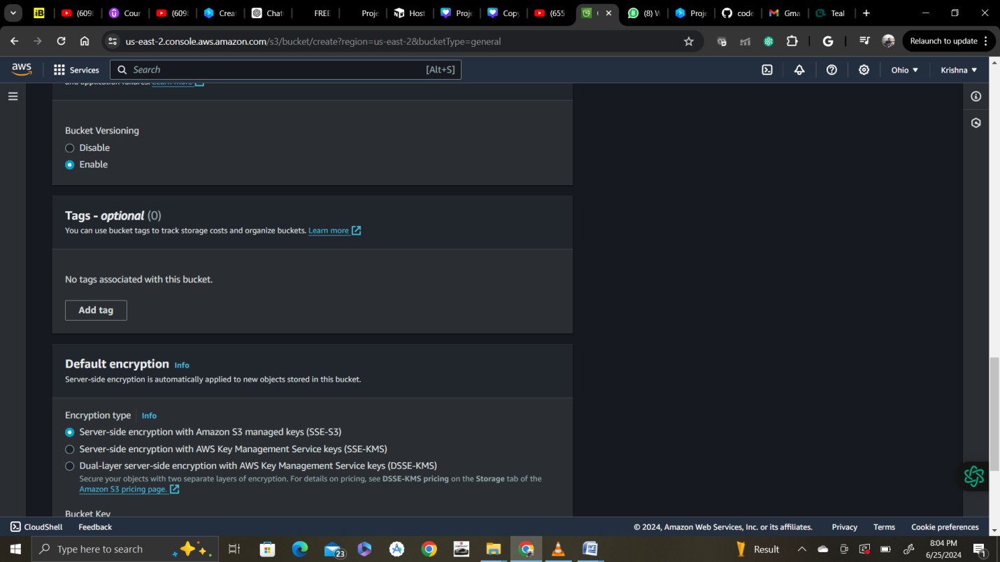 iB
(609
Cour
(609
Crea
Chat
FREE
Proje
Host
Proje
Copy
(655
(
(8) W
Proje
code
Gma
Teal
us-east-2.console.aws.amazon.com/s3/bucket/create?region=us-east-2&bucketType=general
Relaunch to update
aws
Services
Search
[Alt+S]
Ohio
Krishna
and application failures. Learn more
Bucket Versioning
Disable
Enable
Tags - optional (0)
You can use bucket tags to track storage costs and organize buckets. Learn more
No tags associated with this bucket.
Add tag
Default encryption Info
Server-side encryption is automatically applied to new objects stored in this bucket.
Encryption type Info
Server-side encryption with Amazon S3 managed keys (SSE-S3)
Server-side encryption with AWS Key Management Service keys (SSE-KMS)
Dual-layer server-side encryption with AWS Key Management Service keys (DSSE-KMS)
Secure your objects with two separate layers of encryption. For details on pricing, see DSSE-KMS pricing on the Storage tab of the
Amazon S3 pricing page.
Bucket Key
CloudShell
Feedback
© 2024, Amazon Web Services, Inc. or its affiliates.
Privacy
Terms
Cookie preferences
Type here to search
23
Result
8:04 PM
6/25/2024
1